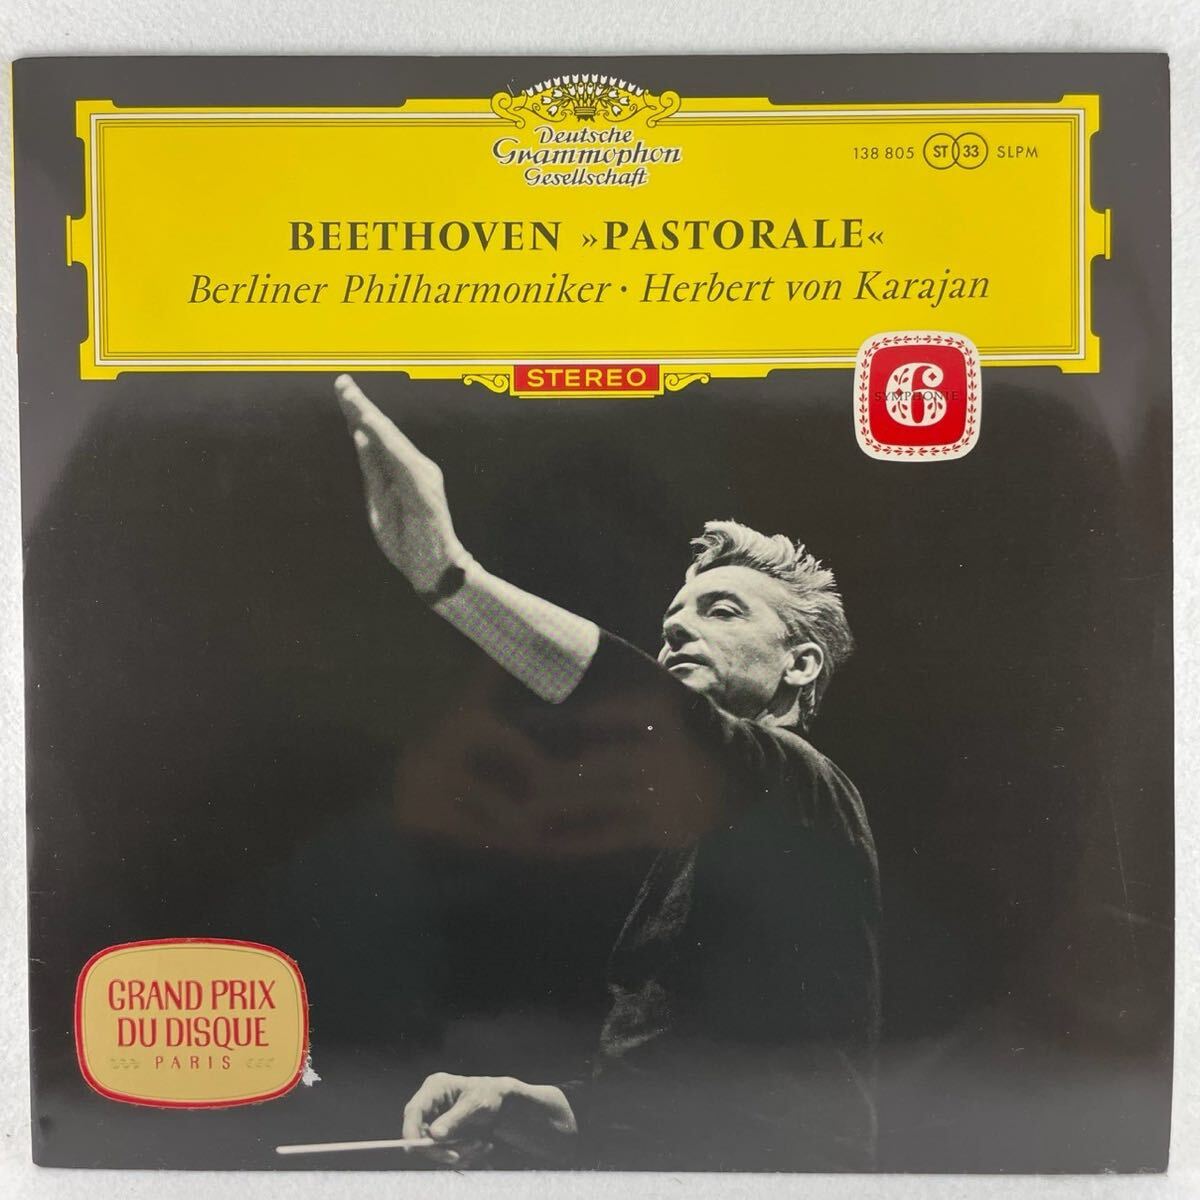 Deutsche
Grammophon
Gesellschaft
138 805 ST 33 SLPM
BEETHOVEN »PASTORALE«
Berliner Philharmoniker · Herbert von Karajan
STEREO
6
SYMPHONIE
GRAND PRIX
DU DISQUE
PARIS